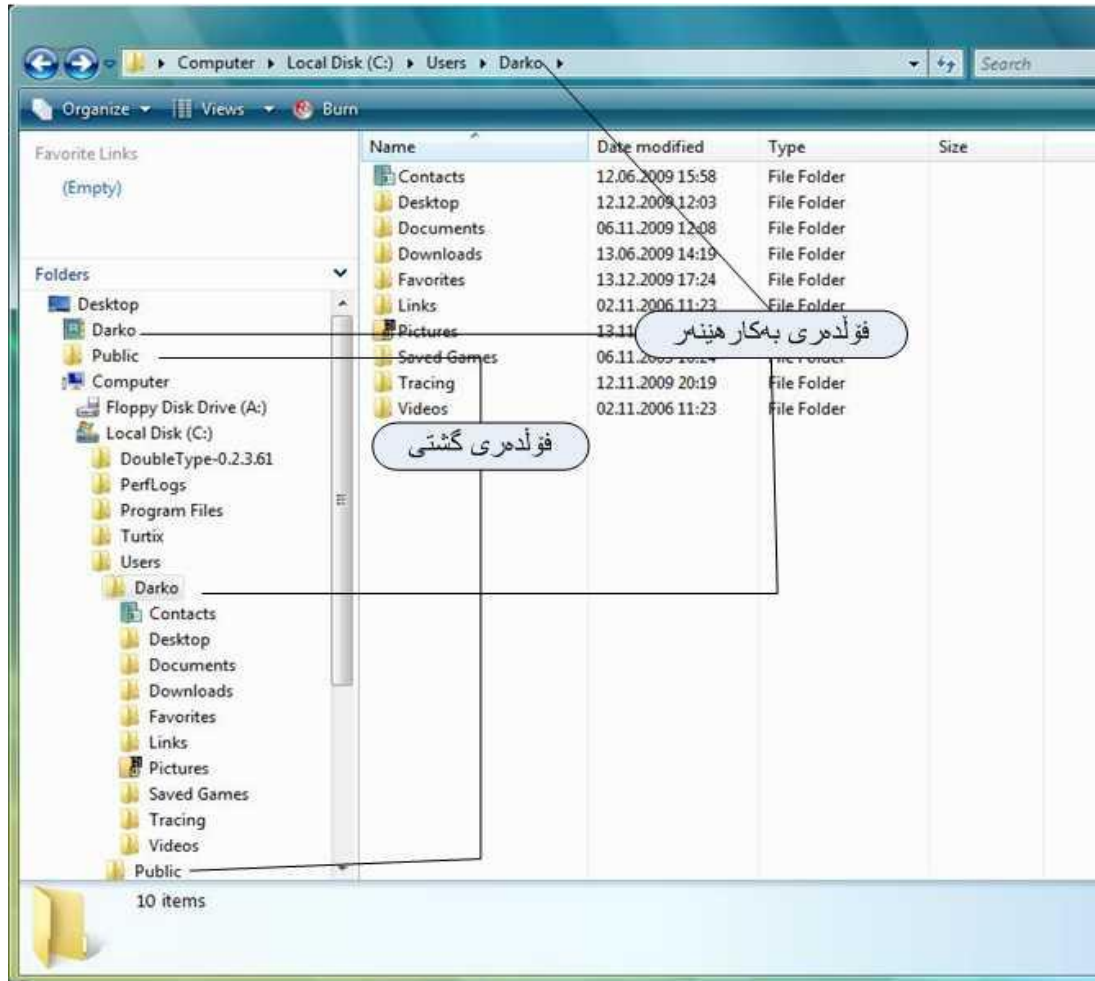 Computer Local Disk (C:) Users Darko
Search
Organize Views Burn
Favorite Links
(Empty)
Folders
Desktop
Darko
Public
Computer
Floppy Disk Drive (A:)
Local Disk (C:)
DoubleType-0.2.3.61
PerfLogs
Program Files
Turtix
Users
Darko
Contacts
Desktop
Documents
Downloads
Favorites
Links
Pictures
Saved Games
Tracing
Videos
Public
Name Date modified Type Size
Contacts 12.06.2009 15:58 File Folder
Desktop 12.12.2009 12:03 File Folder
Documents 06.11.2009 12:08 File Folder
Downloads 13.06.2009 14:19 File Folder
Favorites 13.12.2009 17:24 File Folder
Links 02.11.2006 11:23 File Folder
Pictures
Saved Games
Tracing 12.11.2009 20:19 File Folder
Videos 02.11.2006 11:23 File Folder
فۆڵدەری بەکارهێنەر
فۆڵدەری گشتی
10 items